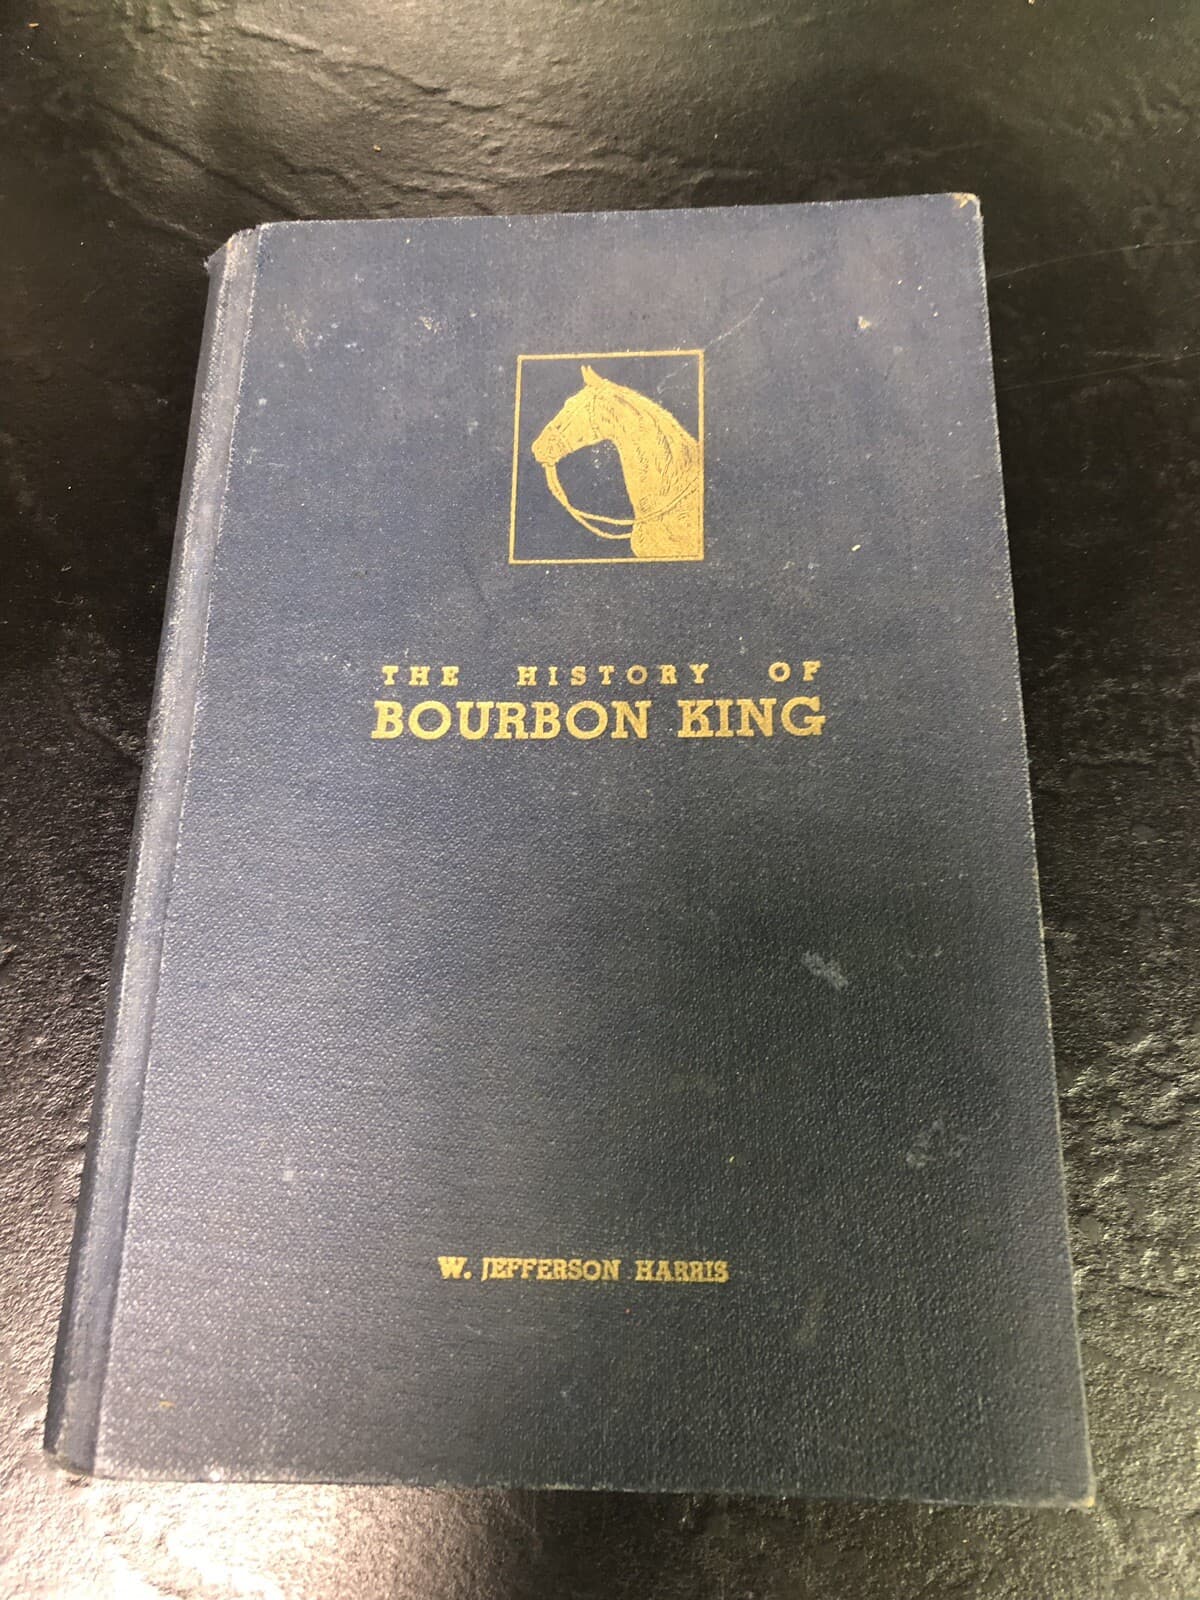 THE HISTORY OF
BOURBON KING
W. JEFFERSON HARRIS